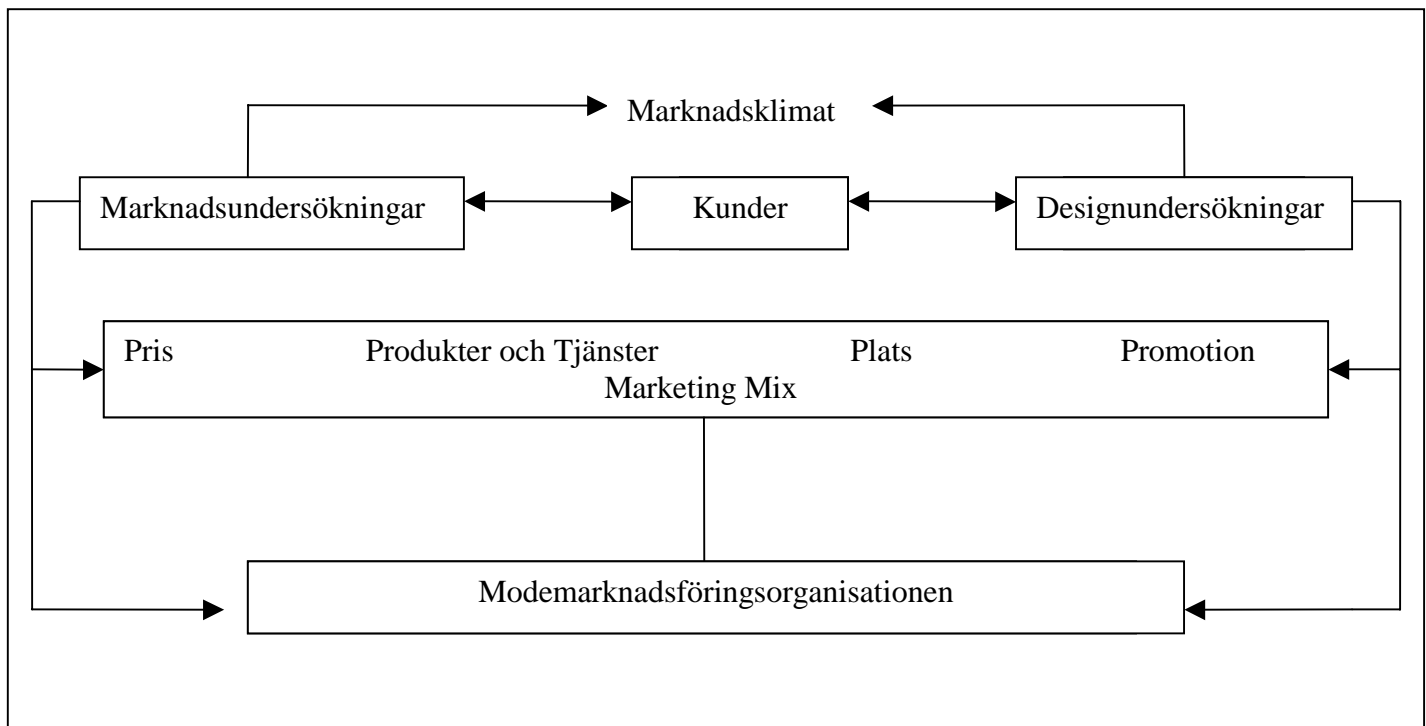 Marknadsklimat
Marknadsundersökningar Kunder Designundersökningar
Pris Produkter och Tjänster Plats Promotion
Marketing Mix
Modemarknadsföringsorganisationen